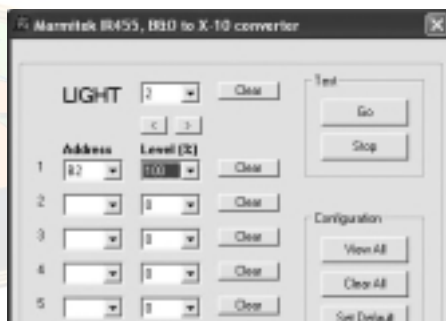 Marmitek IR455, B&O to X-10 converter
LIGHT 2 Clear
< >
Address Level (%)
1 B2 100 Clear
2 0 Clear
3 0 Clear
4 0 Clear
5 0 Clear
Test
Go
Stop
Configuration
View All
Clear All
Set Default